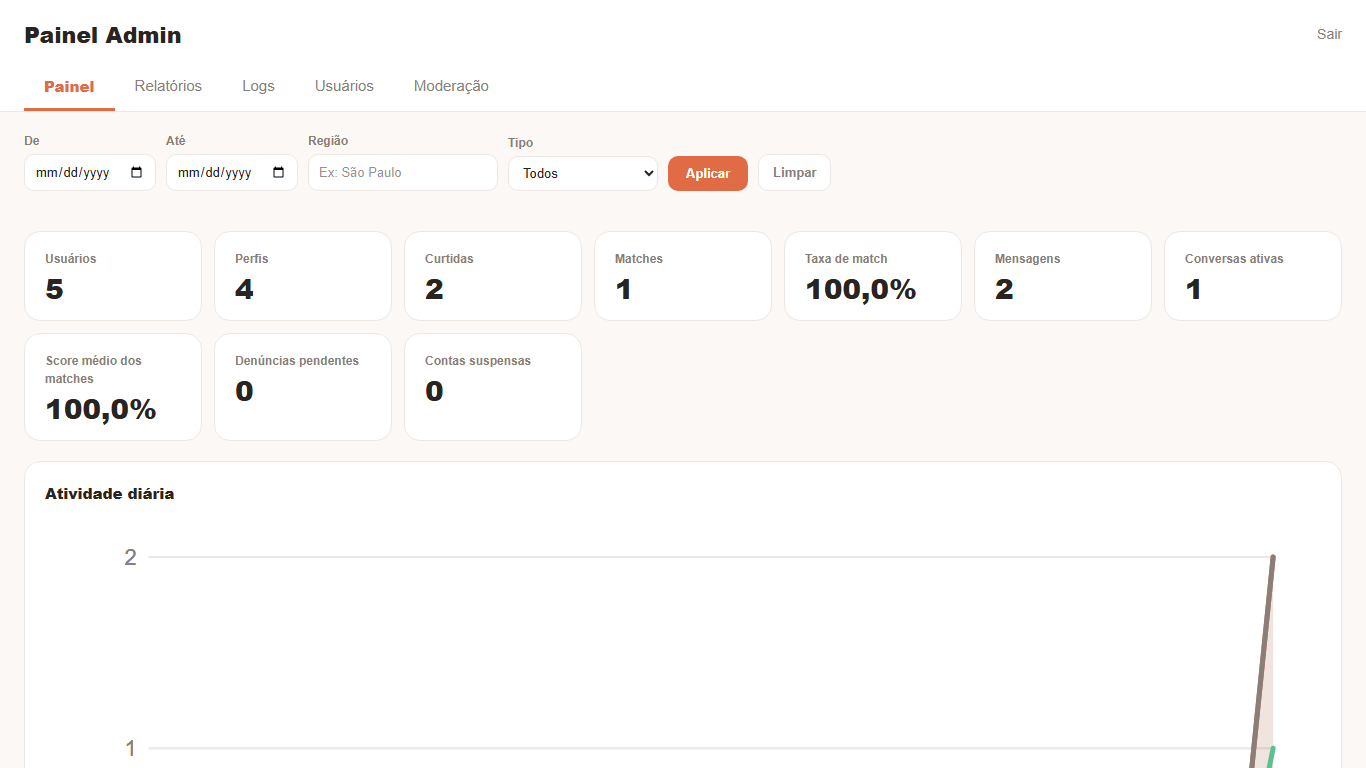 Painel Admin
Sair
Painel
Relatórios
Logs
Usuários
Moderação
De
Até
Região
Tipo
mm/dd/yyyy
mm/dd/yyyy
Ex: São Paulo
Todos
Aplicar
Limpar
Usuários
5
Perfis
4
Curtidas
2
Matches
1
Taxa de match
100,0%
Mensagens
2
Conversas ativas
1
Score médio dos
matches
100,0%
Denúncias pendentes
0
Contas suspensas
0
Atividade diária
2
1